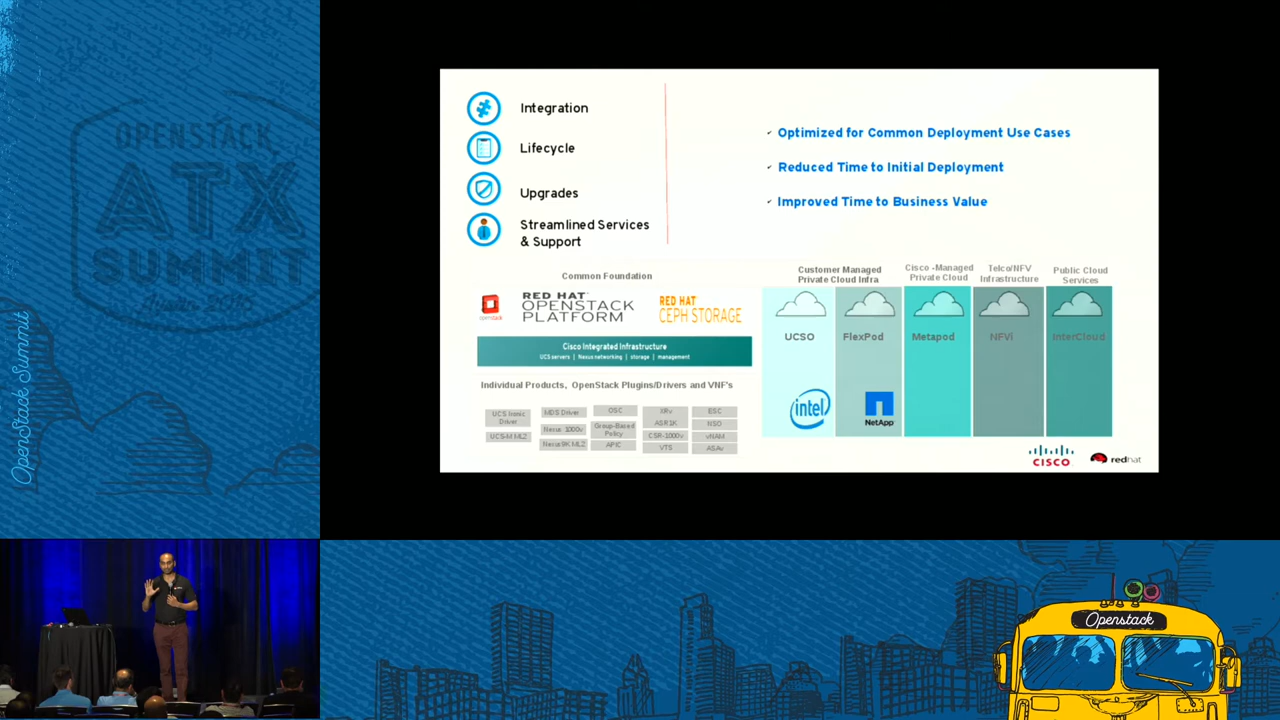 OPENSTACK
ATX
SUMMIT
OpenStack Summit
Integration
Lifecycle
Upgrades
Streamlined Services
& Support
✓ Optimized for Common Deployment Use Cases
✓ Reduced Time to Initial Deployment
✓ Improved Time to Business Value
Common Foundation
openstack
RED HAT
OPENSTACK
PLATFORM
RED HAT
CEPH STORAGE
Cisco Integrated Infrastructure
UCS servers | Nexus networking | storage | management
Individual Products, OpenStack Plugins/Drivers and VNF's
UCS Ironic
Driver
UCS-M ML2
MDS Driver
Nexus 1000v
Nexus9K ML2
OSC
Group-Based
Policy
APIC
XRv
ASR1K
CSR-1000v
VTS
ESC
NSO
vNAM
ASAv
Customer Managed
Private Cloud Infra
Cisco -Managed
Private Cloud
Telco/NFV
Infrastructure
Public Cloud
Services
UCSO
FlexPod
Metapod
NFVi
InterCloud
intel
NetApp
CISCO
redhat
Openstack